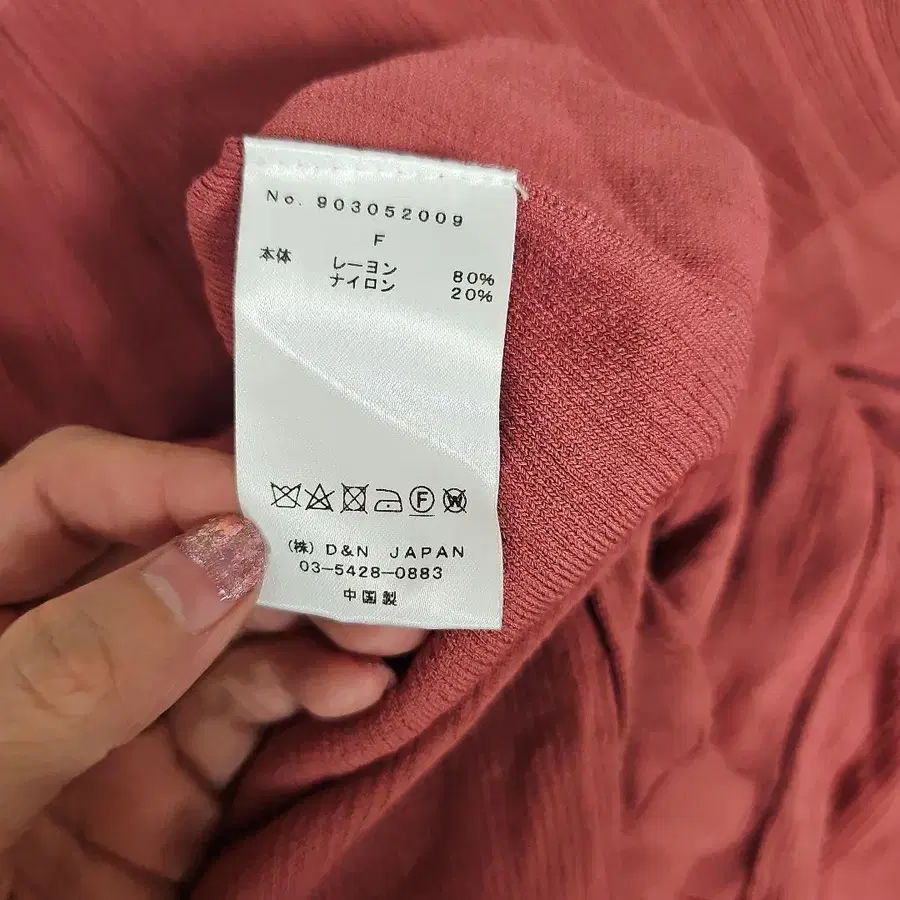 No. 903052009
F
本体 レーヨン 80%
ナイロン 20%
F W
(株) D&N JAPAN
03-5428-0883
中国製